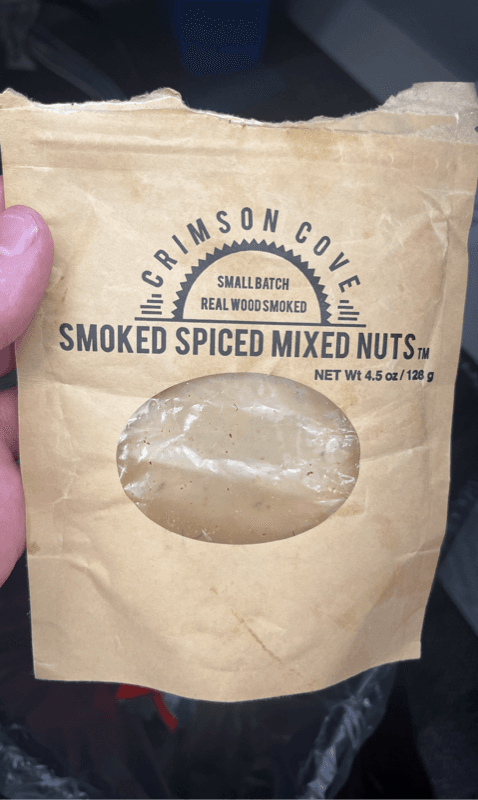 CRIMSON COVE
SMALL BATCH
REAL WOOD SMOKED
SMOKED SPICED MIXED NUTS™
NET Wt 4.5 oz / 128 g